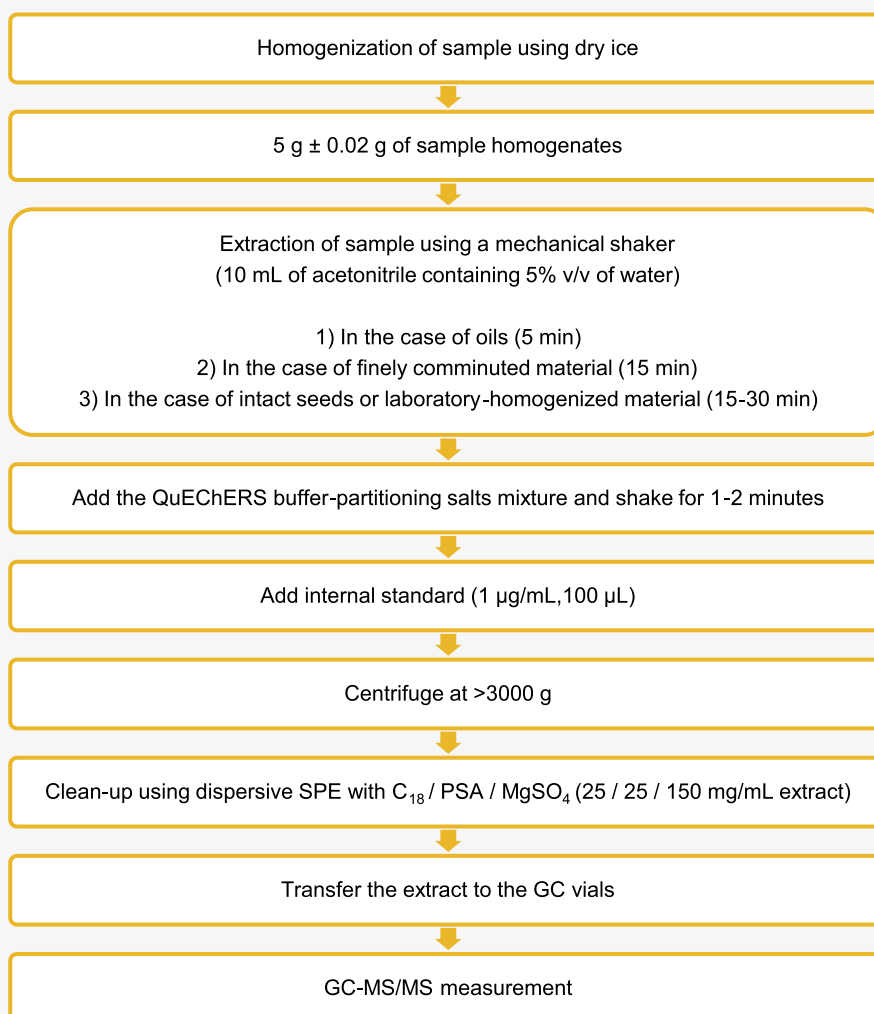 Homogenization of sample using dry ice
5 g ± 0.02 g of sample homogenates
Extraction of sample using a mechanical shaker
(10 mL of acetonitrile containing 5% v/v of water)
1) In the case of oils (5 min)
2) In the case of finely comminuted material (15 min)
3) In the case of intact seeds or laboratory-homogenized material (15-30 min)
Add the QuEChERS buffer-partitioning salts mixture and shake for 1-2 minutes
Add internal standard (1 µg/mL,100 µL)
Centrifuge at >3000 g
Clean-up using dispersive SPE with C₁₈ / PSA / MgSO₄ (25 / 25 / 150 mg/mL extract)
Transfer the extract to the GC vials
GC-MS/MS measurement